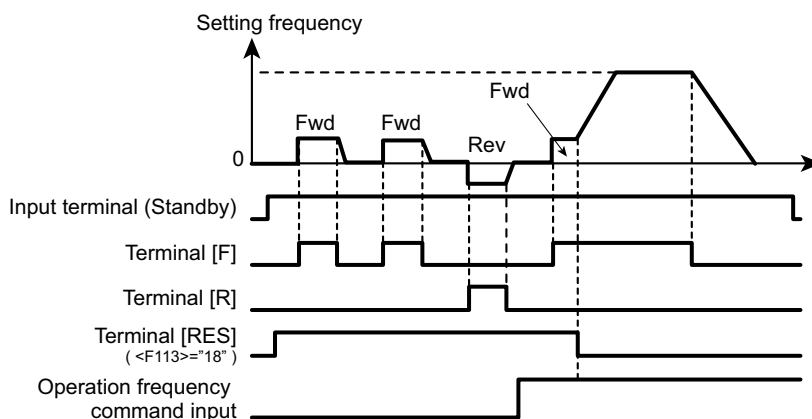 Setting frequency
Fwd
Fwd
Fwd
Rev
0
Input terminal (Standby)
Terminal [F]
Terminal [R]
Terminal [RES]
( <F113>=”18” )
Operation frequency
command input